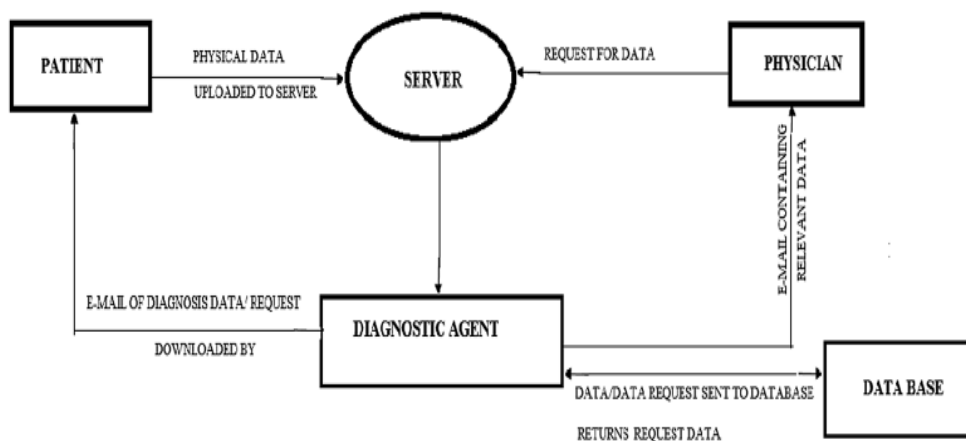 PATIENT
PHYSICAL DATA
UPLOADED TO SERVER
SERVER
REQUEST FOR DATA
PHYSICIAN
E-MAIL CONTAINING
RELEVANT DATA
E-MAIL OF DIAGNOSIS DATA/ REQUEST
DOWNLOADED BY
DIAGNOSTIC AGENT
DATA/DATA REQUEST SENT TO DATABASE
RETURNS REQUEST DATA
DATA BASE